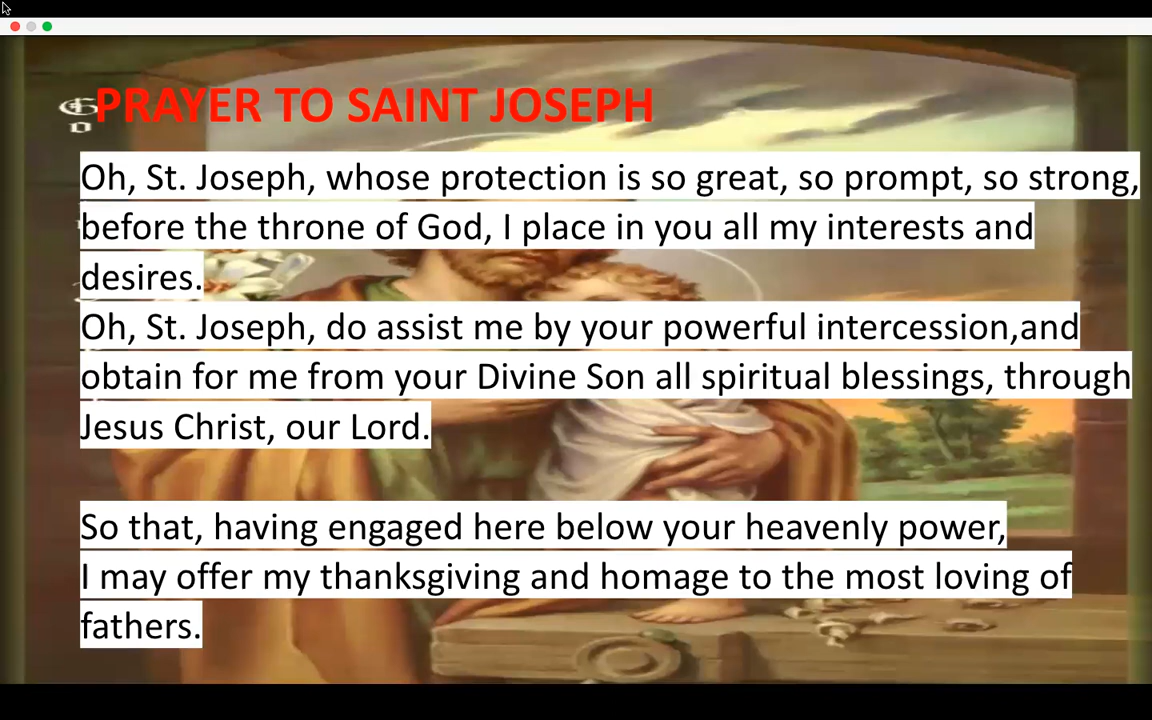 PRAYER TO SAINT JOSEPH
Oh, St. Joseph, whose protection is so great, so prompt, so strong,
before the throne of God, I place in you all my interests and
desires.
Oh, St. Joseph, do assist me by your powerful intercession,and
obtain for me from your Divine Son all spiritual blessings, through
Jesus Christ, our Lord.
So that, having engaged here below your heavenly power,
I may offer my thanksgiving and homage to the most loving of
fathers.